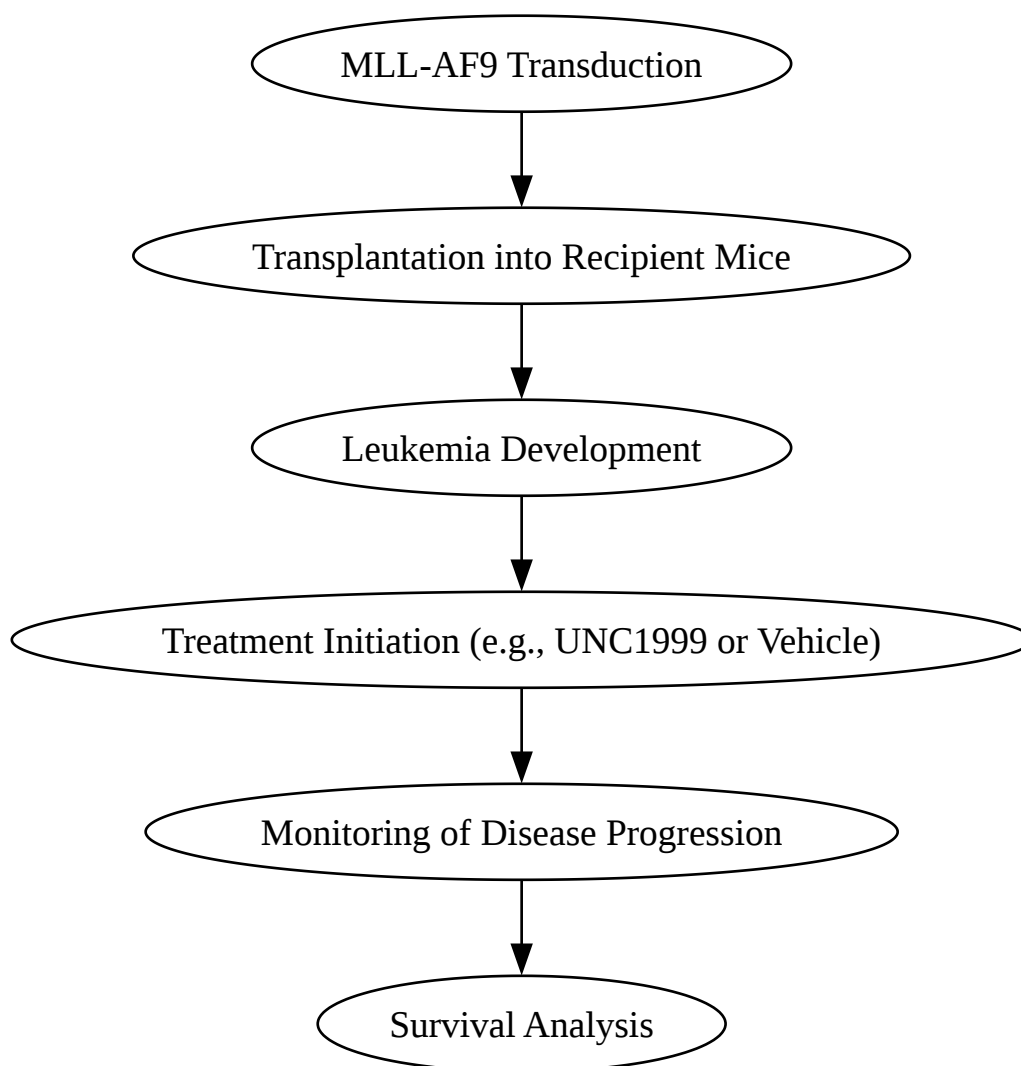 MLL-AF9 Transduction
Transplantation into Recipient Mice
Leukemia Development
Treatment Initiation (e.g., UNC1999 or Vehicle)
Monitoring of Disease Progression
Survival Analysis